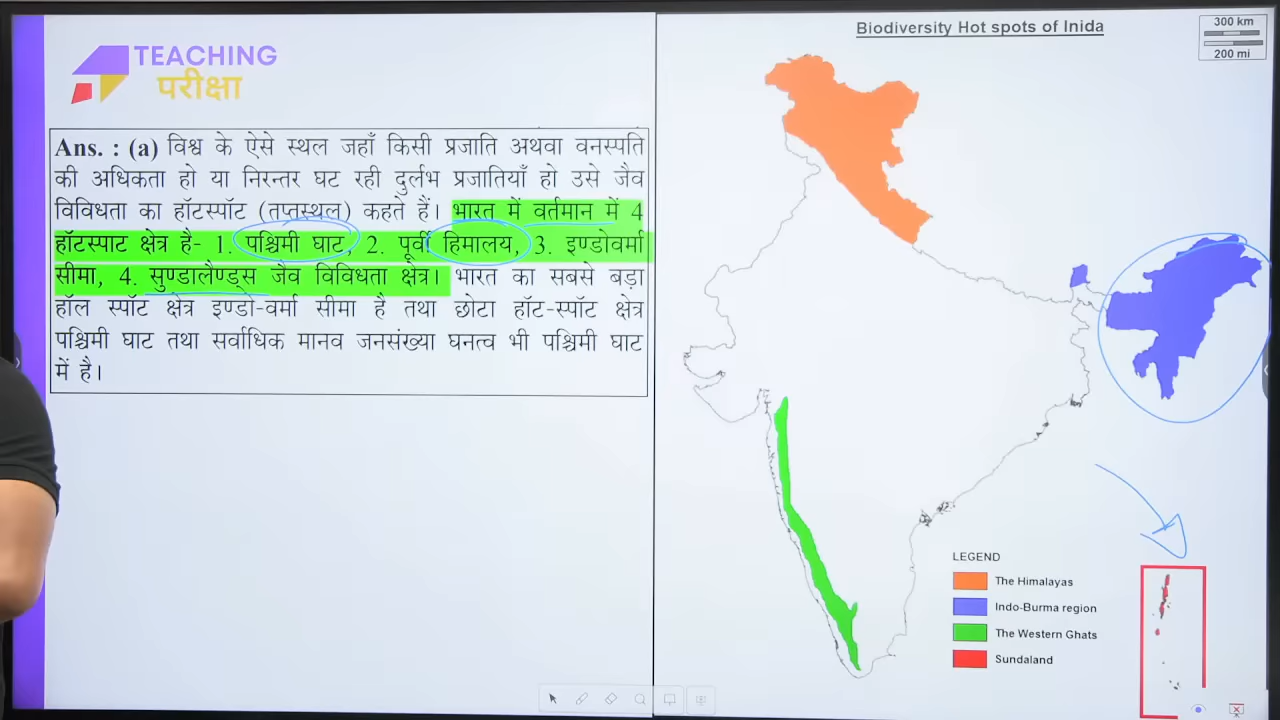 TEACHING
परीक्षा
Ans. : (a) विश्व के ऐसे स्थल जहाँ किसी प्रजाति अथवा वनस्पति
की अधिकता हो या निरन्तर घट रही दुर्लभ प्रजातियाँ हो उसे जैव
विविधता का हॉटस्पॉट (तप्तस्थल) कहते हैं। भारत में वर्तमान में 4
हॉटस्पाट क्षेत्र है- 1. पश्चिमी घाट, 2. पूर्वी हिमालय, 3. इण्डोवर्मा
सीमा, 4. सुण्डालैण्ड्स जैव विविधता क्षेत्र। भारत का सबसे बड़ा
हॉल स्पॉट क्षेत्र इण्डो-वर्मा सीमा है तथा छोटा हॉट-स्पॉट क्षेत्र
पश्चिमी घाट तथा सर्वाधिक मानव जनसंख्या घनत्व भी पश्चिमी घाट
में है।
Biodiversity Hot spots of Inida
300 km
200 mi
LEGEND
The Himalayas
Indo-Burma region
The Western Ghats
Sundaland